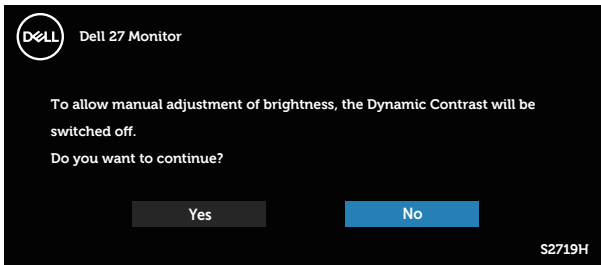 DELL
Dell 27 Monitor
To allow manual adjustment of brightness, the Dynamic Contrast will be
switched off.
Do you want to continue?
Yes No
S2719H